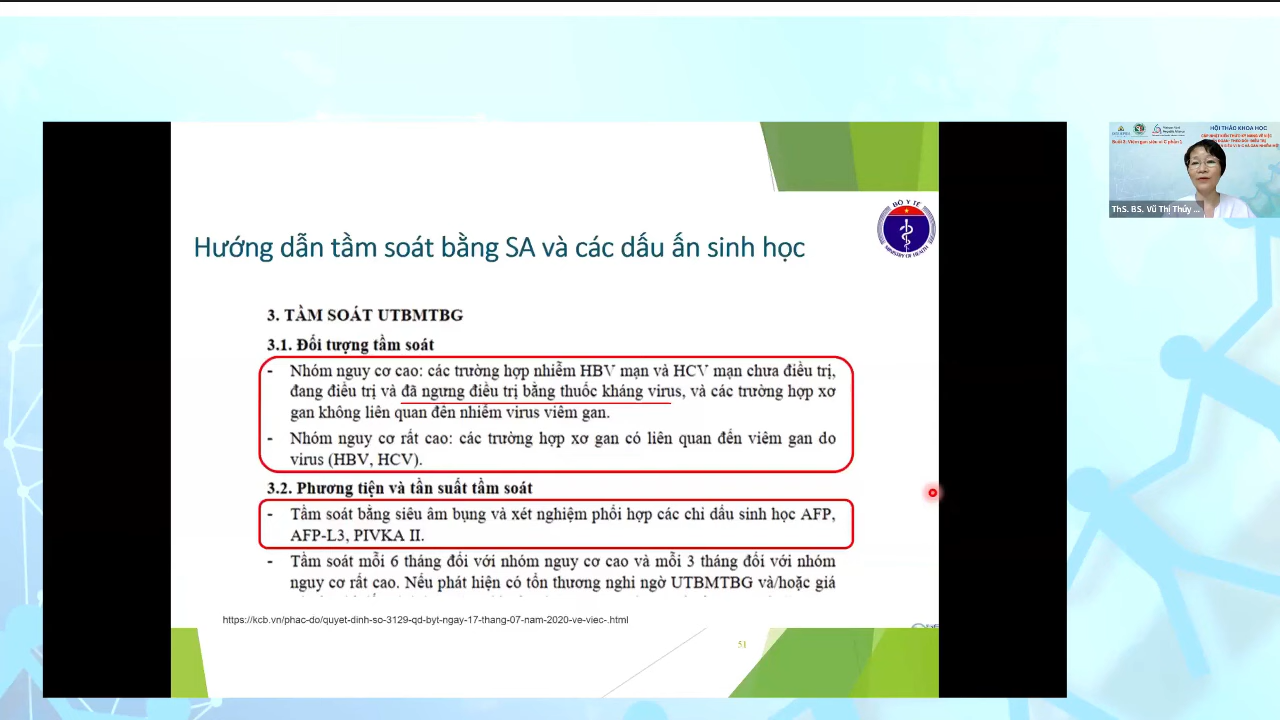 Hướng dẫn tầm soát bằng SA và các dấu ấn sinh học
BỘ Y TẾ
MINISTRY OF HEALTH
3. TẦM SOÁT UTBMTBG
3.1. Đối tượng tầm soát
- Nhóm nguy cơ cao: các trường hợp nhiễm HBV mạn và HCV mạn chưa điều trị,
đang điều trị và đã ngưng điều trị bằng thuốc kháng virus, và các trường hợp xơ
gan không liên quan đến nhiễm virus viêm gan.
- Nhóm nguy cơ rất cao: các trường hợp xơ gan có liên quan đến viêm gan do
virus (HBV, HCV).
3.2. Phương tiện và tần suất tầm soát
- Tầm soát bằng siêu âm bụng và xét nghiệm phối hợp các chỉ dấu sinh học AFP,
AFP-L3, PIVKA II.
- Tầm soát mỗi 6 tháng đối với nhóm nguy cơ cao và mỗi 3 tháng đối với nhóm
nguy cơ rất cao. Nếu phát hiện có tổn thương nghi ngờ UTBMTBG và/hoặc giá
https://kcb.vn/phac-do/quyet-dinh-so-3129-qd-byt-ngay-17-thang-07-nam-2020-ve-viec-.html
51
HỘI THẢO KHOA HỌC
ThS. BS. Vũ Thị Thúy ...